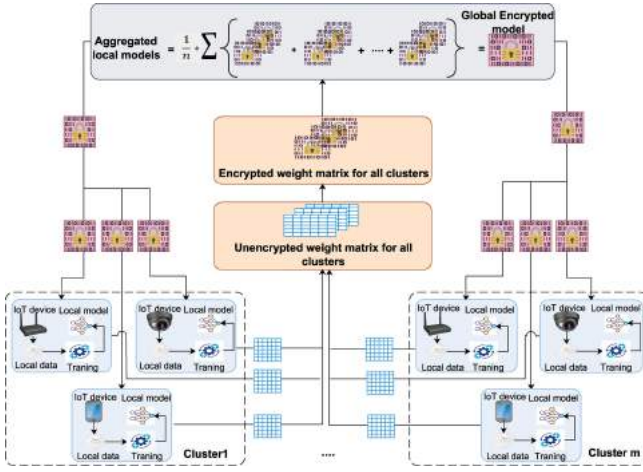 Aggregated
local models
= 1/n * ∑ { + + .... + } =
Global Encrypted
model
Encrypted weight matrix for all clusters
Unencrypted weight matrix for all
clusters
IoT device
Local model
Local data
Traning
IoT device
Local model
Local data
Traning
IoT device
Local model
Local data
Traning
Cluster1
....
IoT device
Local model
Local data
Traning
IoT device
Local model
Local data
Traning
IoT device
Local model
Local data
Traning
Cluster m